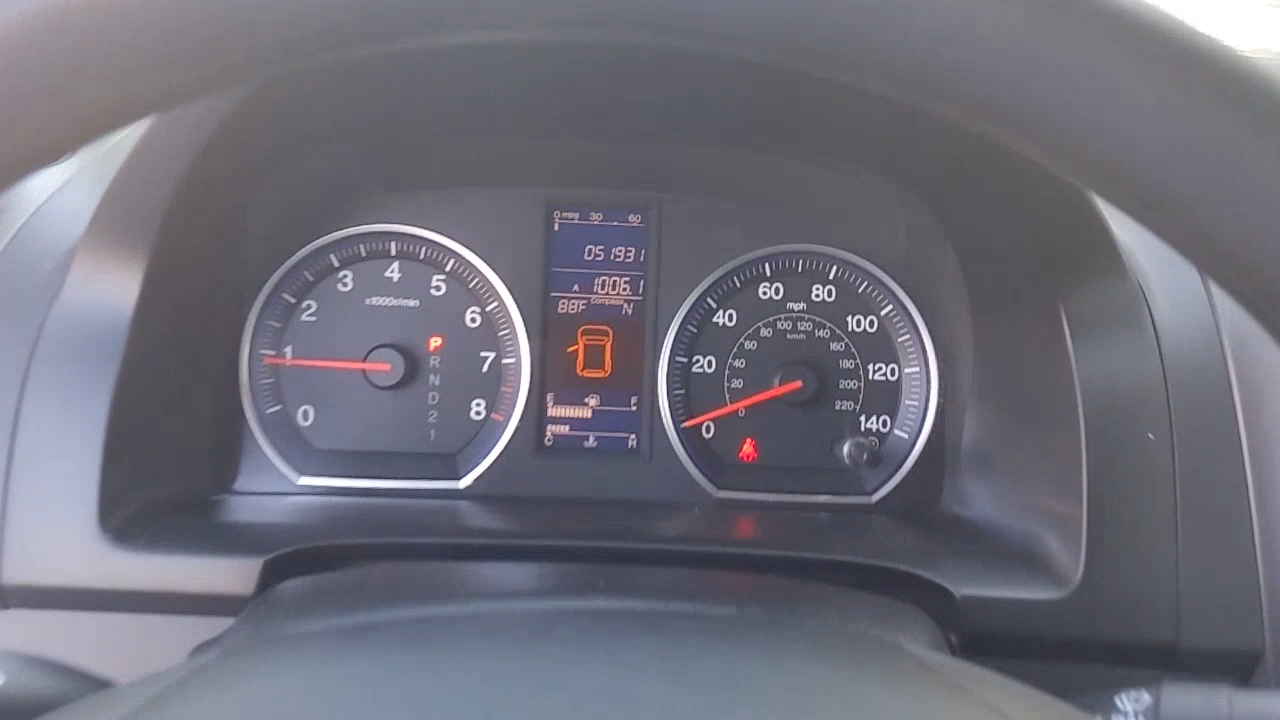 0 1 2 3 4 5 6 7 8
x1000r/min
P
R
N
D
2
1
0 mpg 30 60
051931
A 1006.1
88°F Compass N
E F
C H
0 20 40 60 80 100 120 140
mph
0 20 40 60 80 100 120 140 160 180 200 220
km/h